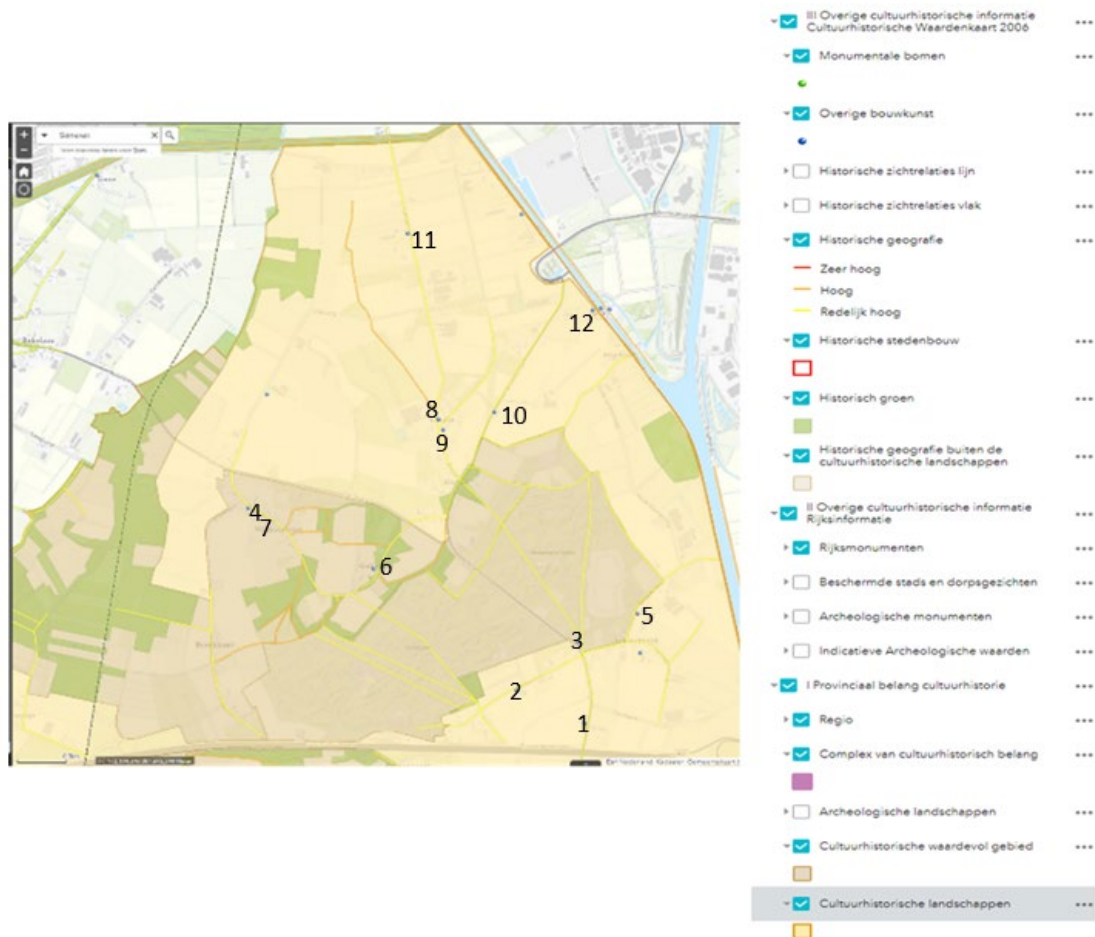 11
12
8
9
10
4
7
6
5
3
2
1
III Overige cultuurhistorische informatie
Cultuurhistorische Waardenkaart 2006
Monumentale bomen
Overige bouwkunst
Historische zichtrelaties lijn
Historische zichtrelaties vlak
Historische geografie
Zeer hoog
Hoog
Redelijk hoog
Historische stedenbouw
Historisch groen
Historische geografie buiten de
cultuurhistorische landschappen
II Overige cultuurhistorische informatie
Rijksinformatie
Rijksmonumenten
Beschermde stads en dorpsgezichten
Archeologische monumenten
Indicatieve Archeologische waarden
I Provinciaal belang cultuurhistorie
Regio
Complex van cultuurhistorisch belang
Archeologische landschappen
Cultuurhistorische waardevol gebied
Cultuurhistorische landschappen